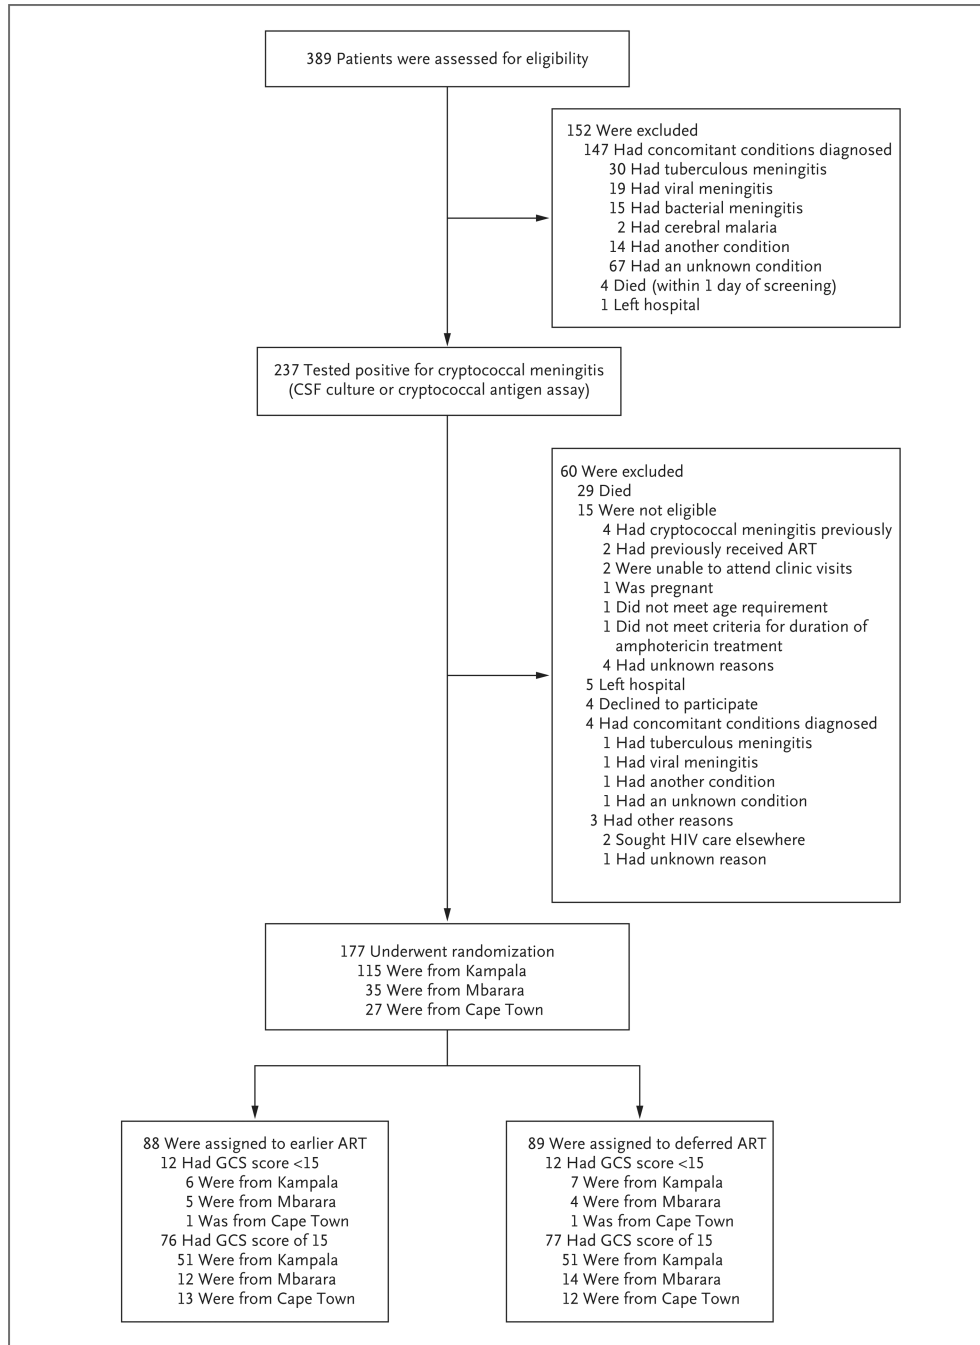 389 Patients were assessed for eligibility
152 Were excluded
147 Had concomitant conditions diagnosed
30 Had tuberculous meningitis
19 Had viral meningitis
15 Had bacterial meningitis
2 Had cerebral malaria
14 Had another condition
67 Had an unknown condition
4 Died (within 1 day of screening)
1 Left hospital
237 Tested positive for cryptococcal meningitis
(CSF culture or cryptococcal antigen assay)
60 Were excluded
29 Died
15 Were not eligible
4 Had cryptococcal meningitis previously
2 Had previously received ART
2 Were unable to attend clinic visits
1 Was pregnant
1 Did not meet age requirement
1 Did not meet criteria for duration of
amphotericin treatment
4 Had unknown reasons
5 Left hospital
4 Declined to participate
4 Had concomitant conditions diagnosed
1 Had tuberculous meningitis
1 Had viral meningitis
1 Had another condition
1 Had an unknown condition
3 Had other reasons
2 Sought HIV care elsewhere
1 Had unknown reason
177 Underwent randomization
115 Were from Kampala
35 Were from Mbarara
27 Were from Cape Town
88 Were assigned to earlier ART
12 Had GCS score <15
6 Were from Kampala
5 Were from Mbarara
1 Was from Cape Town
76 Had GCS score of 15
51 Were from Kampala
12 Were from Mbarara
13 Were from Cape Town
89 Were assigned to deferred ART
12 Had GCS score <15
7 Were from Kampala
4 Were from Mbarara
1 Was from Cape Town
77 Had GCS score of 15
51 Were from Kampala
14 Were from Mbarara
12 Were from Cape Town